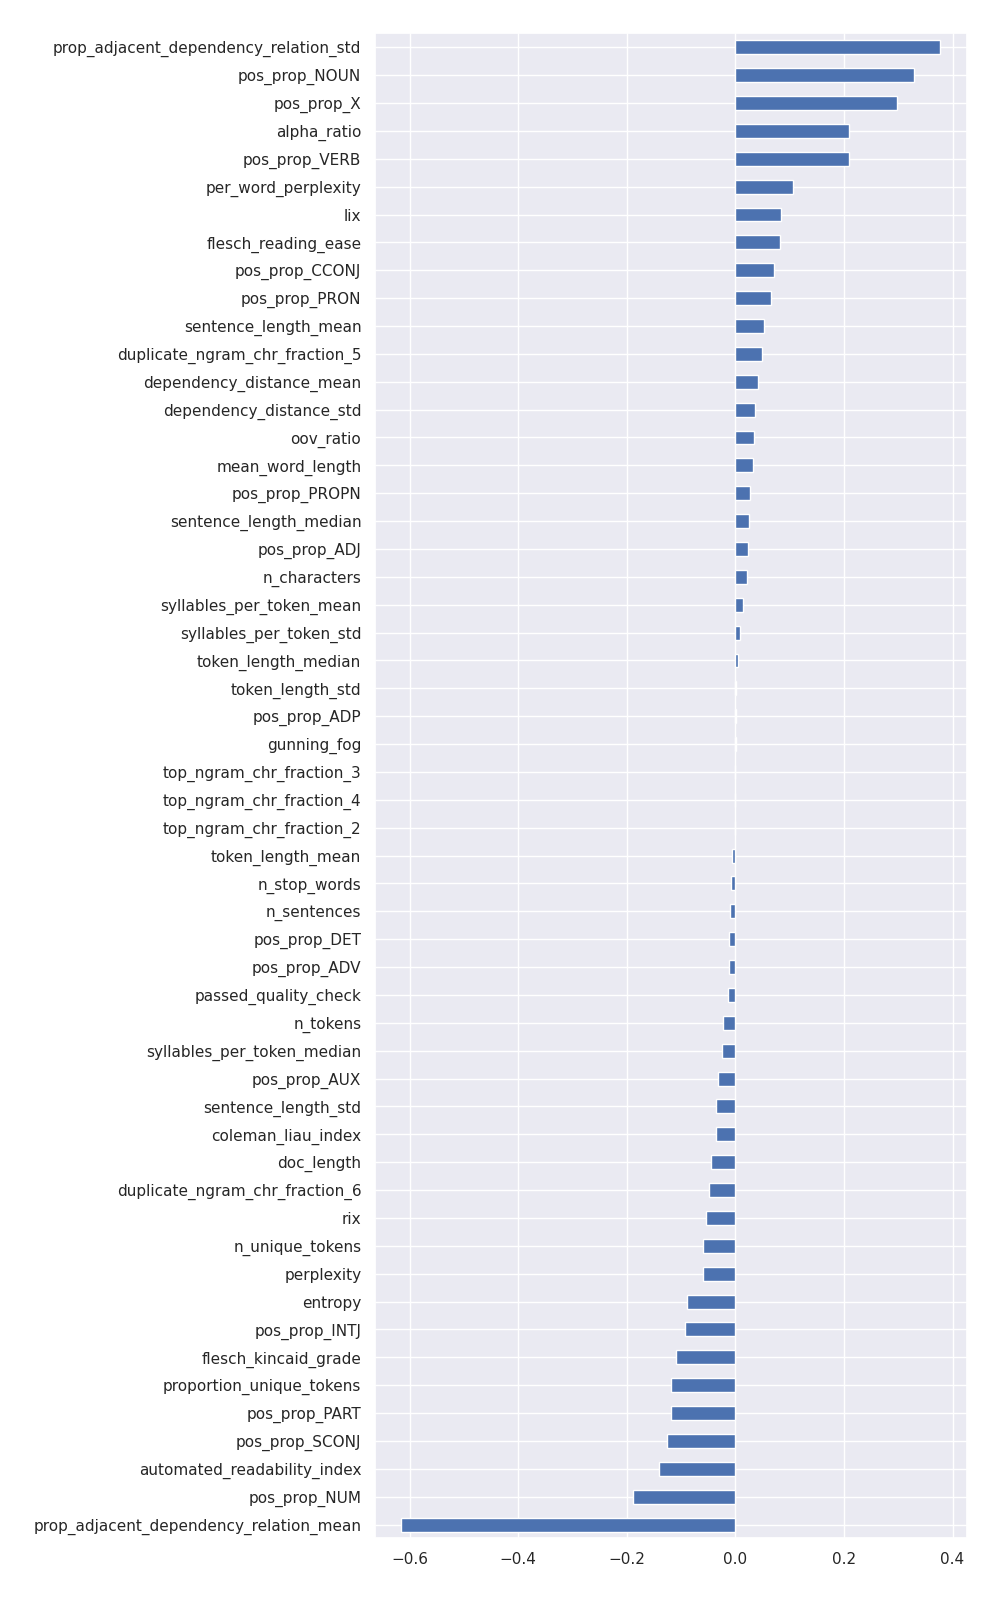 prop_adjacent_dependency_relation_std
pos_prop_NOUN
pos_prop_X
alpha_ratio
pos_prop_VERB
per_word_perplexity
lix
flesch_reading_ease
pos_prop_CCONJ
pos_prop_PRON
sentence_length_mean
duplicate_ngram_chr_fraction_5
dependency_distance_mean
dependency_distance_std
oov_ratio
mean_word_length
pos_prop_PROPN
sentence_length_median
pos_prop_ADJ
n_characters
syllables_per_token_mean
syllables_per_token_std
token_length_median
token_length_std
pos_prop_ADP
gunning_fog
top_ngram_chr_fraction_3
top_ngram_chr_fraction_4
top_ngram_chr_fraction_2
token_length_mean
n_stop_words
n_sentences
pos_prop_DET
pos_prop_ADV
passed_quality_check
n_tokens
syllables_per_token_median
pos_prop_AUX
sentence_length_std
coleman_liau_index
doc_length
duplicate_ngram_chr_fraction_6
rix
n_unique_tokens
perplexity
entropy
pos_prop_INTJ
flesch_kincaid_grade
proportion_unique_tokens
pos_prop_PART
pos_prop_SCONJ
automated_readability_index
pos_prop_NUM
prop_adjacent_dependency_relation_mean
−0.6 −0.4 −0.2 0.0 0.2 0.4